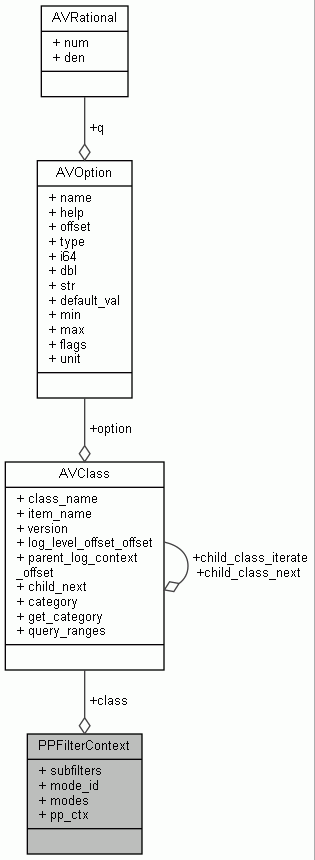 AVRational
+ num
+ den
+q
AVOption
+ name
+ help
+ offset
+ type
+ i64
+ dbl
+ str
+ default_val
+ min
+ max
+ flags
+ unit
+option
AVClass
+ class_name
+ item_name
+ version
+ log_level_offset_offset
+ parent_log_context
_offset
+ child_next
+ category
+ get_category
+ query_ranges
+child_class_iterate
+child_class_next
+class
PPFilterContext
+ subfilters
+ mode_id
+ modes
+ pp_ctx